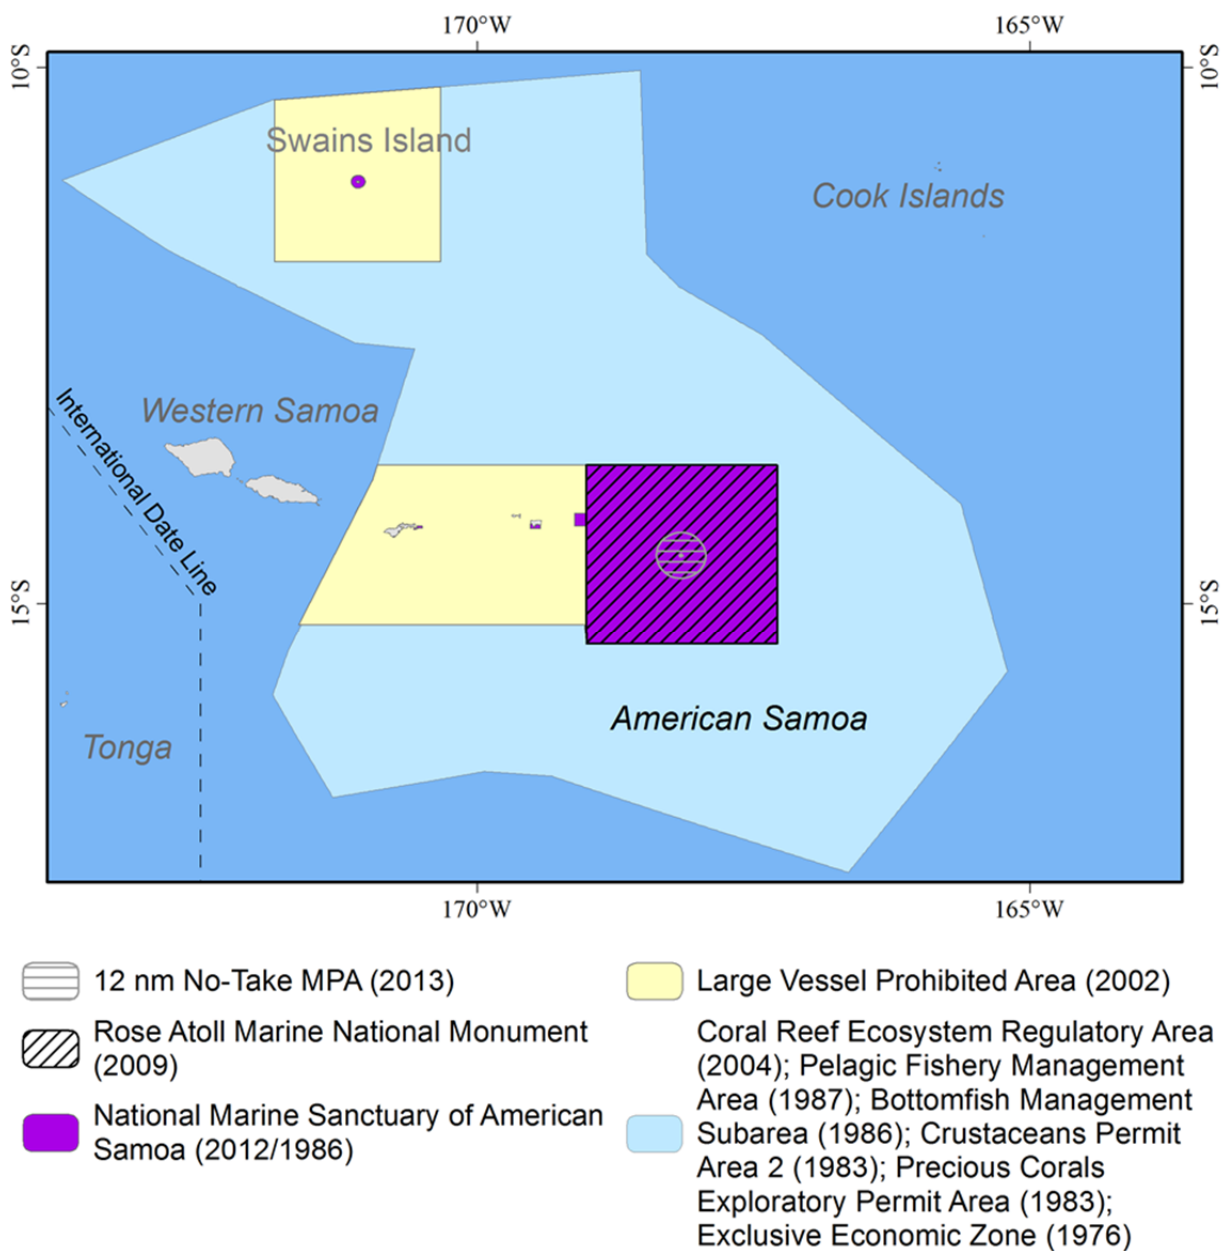 170°W
165°W
10°S
10°S
Swains Island
Cook Islands
Western Samoa
International Date Line
15°S
15°S
American Samoa
Tonga
170°W
165°W
12 nm No-Take MPA (2013)
Rose Atoll Marine National Monument
(2009)
National Marine Sanctuary of American
Samoa (2012/1986)
Large Vessel Prohibited Area (2002)
Coral Reef Ecosystem Regulatory Area
(2004); Pelagic Fishery Management
Area (1987); Bottomfish Management
Subarea (1986); Crustaceans Permit
Area 2 (1983); Precious Corals
Exploratory Permit Area (1983);
Exclusive Economic Zone (1976)